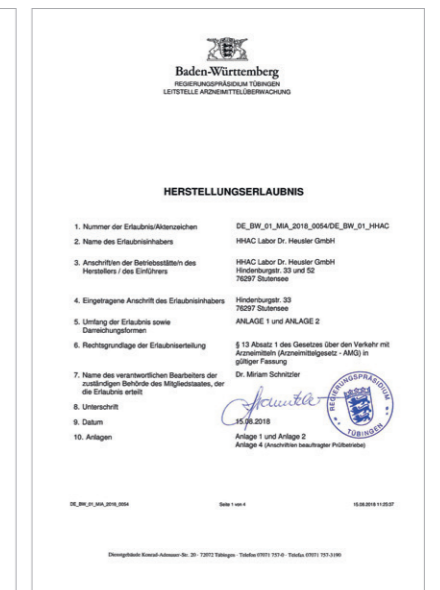 Baden-Württemberg
REGIERUNGSPRÄSIDIUM TÜBINGEN
LEITSTELLE ARZNEIMITTELÜBERWACHUNG
HERSTELLUNGSERLAUBNIS
1. Nummer der Erlaubnis/Aktenzeichen DE_BW_01_MIA_2018_0054/DE_BW_01_HHAC
2. Name des Erlaubnisinhabers HHAC Labor Dr. Heusler GmbH
3. Anschrift/en der Betriebsstätte/n des HHAC Labor Dr. Heusler GmbH
Herstellers / des Einführers Hindenburgstr. 33 und 52
76297 Stutensee
4. Eingetragene Anschrift des Erlaubnisinhabers Hindenburgstr. 33
76297 Stutensee
5. Umfang der Erlaubnis sowie ANLAGE 1 und ANLAGE 2
Darreichungsformen
6. Rechtsgrundlage der Erlaubniserteilung § 13 Absatz 1 des Gesetzes über den Verkehr mit
Arzneimitteln (Arzneimittelgesetz - AMG) in
gültiger Fassung
7. Name des verantwortlichen Bearbeiters der Dr. Miriam Schnitzler
zuständigen Behörde des Mitgliedstaates, der
die Erlaubnis erteilt
8. Unterschrift
9. Datum 15.08.2018
10. Anlagen Anlage 1 und Anlage 2
Anlage 4 (Anschrift/en beauftragter Prüfbetriebe)
REGIERUNGSPRÄSIDIUM
TÜBINGEN
DE_BW_01_MIA_2018_0054 Seite 1 von 4 15.08.2018 11:25:37
Dienstgebäude Konrad-Adenauer-Str. 20 · 72072 Tübingen · Telefon 07071 757-0 · Telefax 07071 757-3190